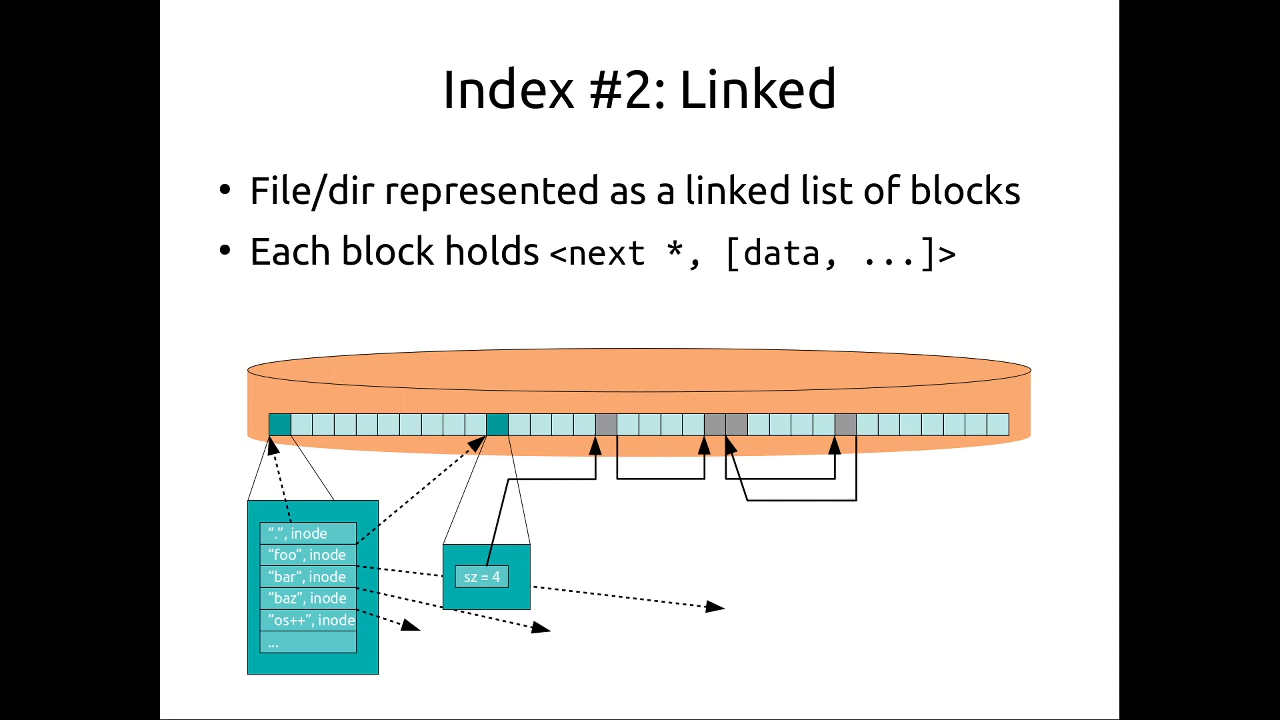 Index #2: Linked
• File/dir represented as a linked list of blocks
• Each block holds <next *, [data, ...]>
“.”, inode
“foo”, inode
“bar”, inode
“baz”, inode
“os++”, inode
...
sz = 4